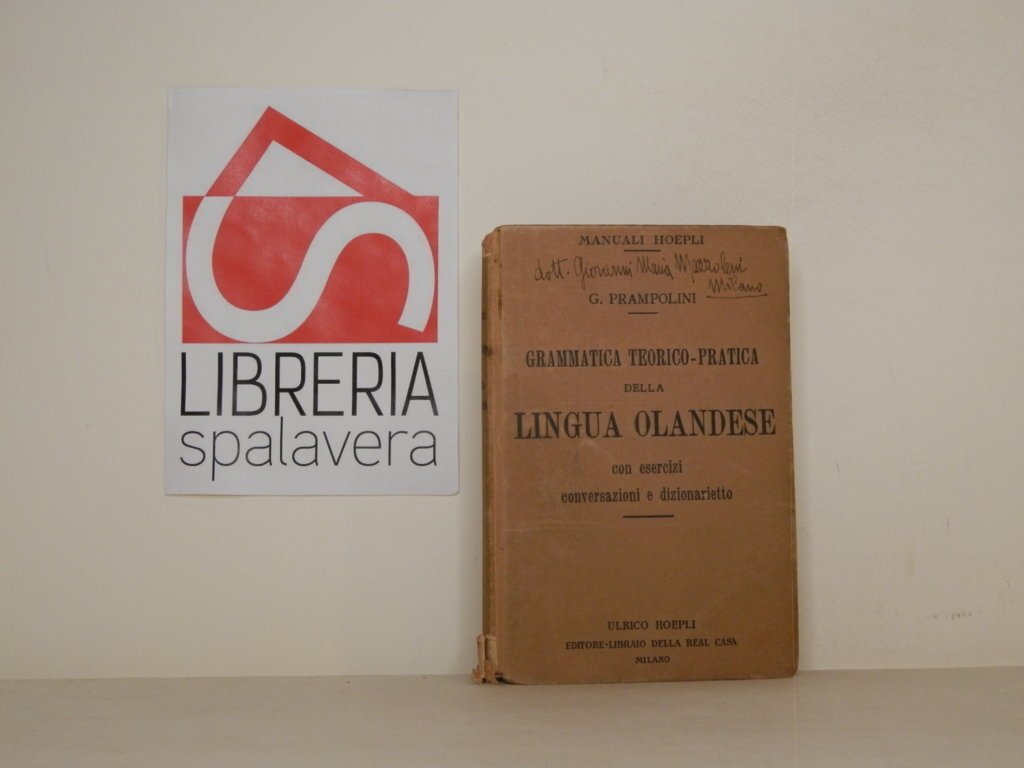 LIBRERIA
spalavera
MANUALI HOEPLI
dott. Giovanni Maria Mazzoleni
Milano
G. PRAMPOLINI
GRAMMATICA TEORICO-PRATICA
DELLA
LINGUA OLANDESE
con esercizi
conversazioni e dizionarietto
ULRICO HOEPLI
EDITORE-LIBRAIO DELLA REAL CASA
MILANO